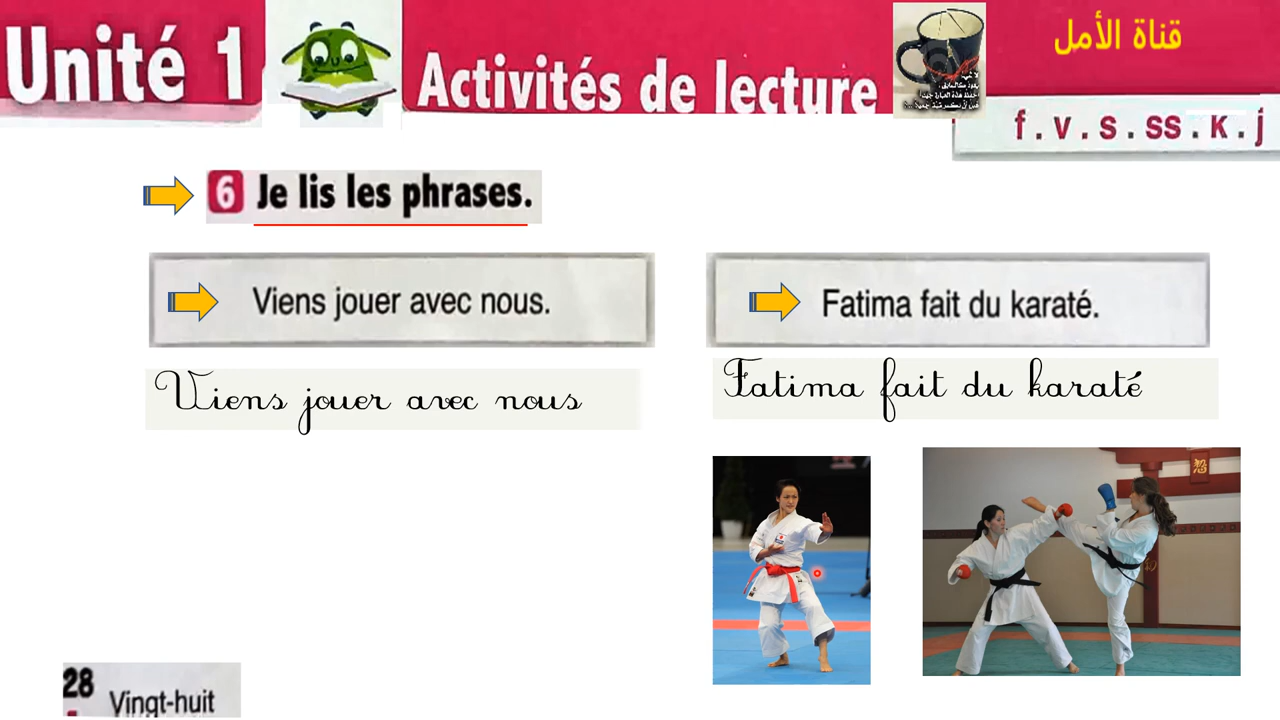 Unité 1
Activités de lecture
قناة الأمل
f . v . s . ss . k . j
6 Je lis les phrases.
Viens jouer avec nous.
Fatima fait du karaté.
Viens jouer avec nous
Fatima fait du karaté
28
Vingt-huit